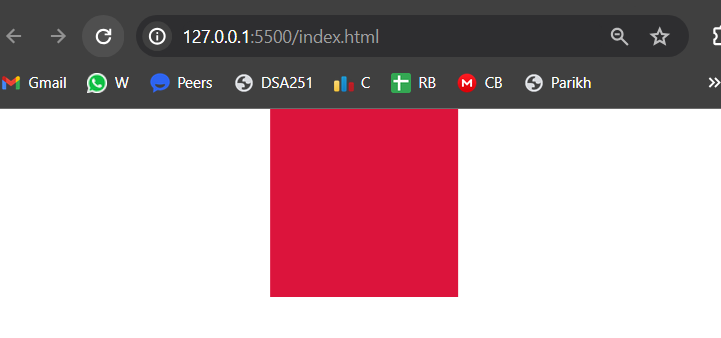 127.0.0.1:5500/index.html
Gmail W Peers DSA251 C RB CB Parikh